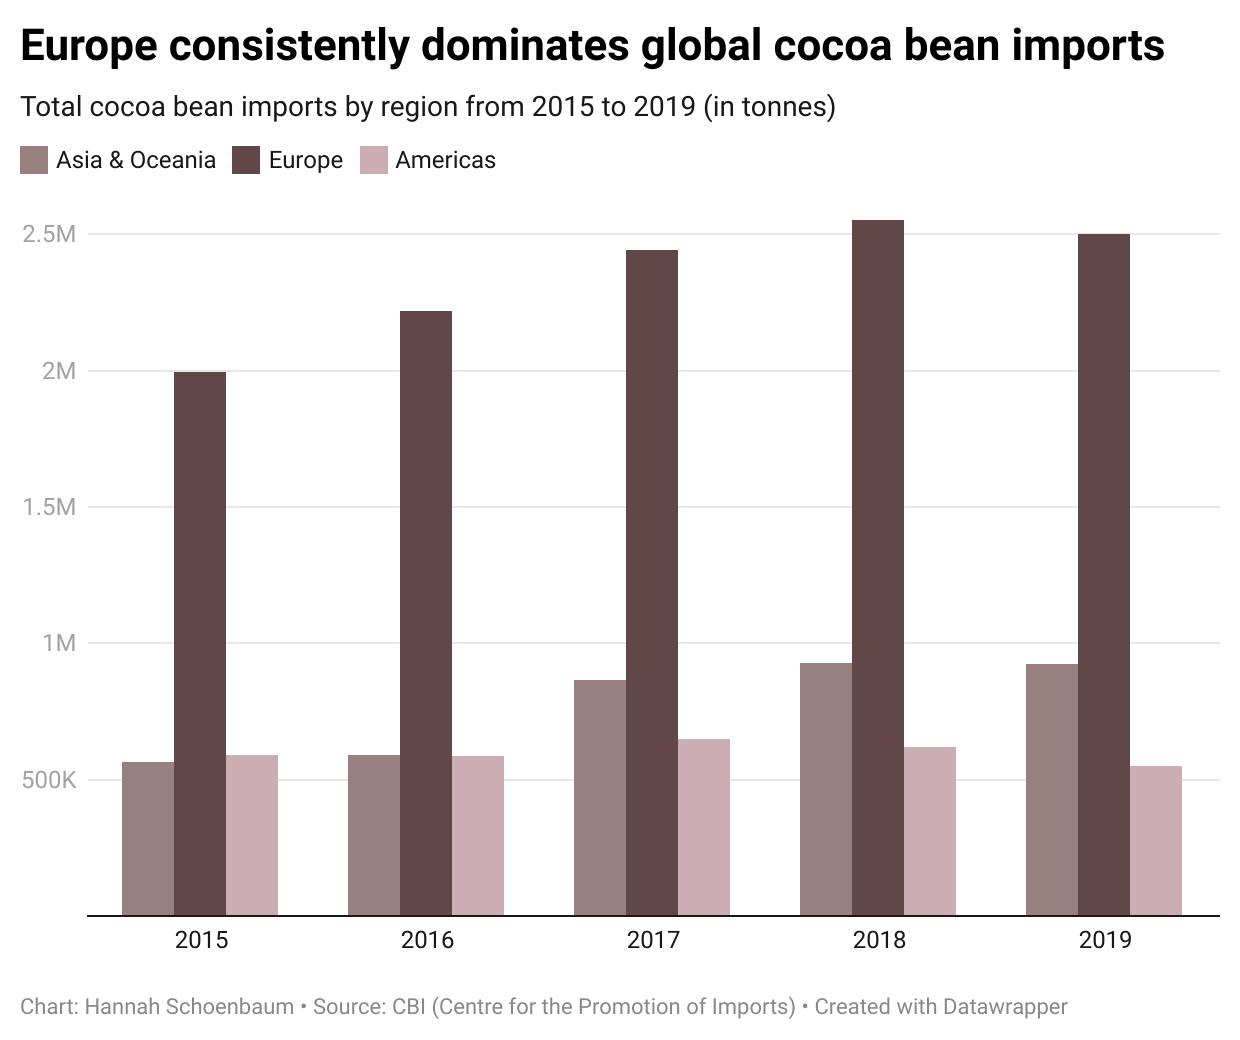 Europe consistently dominates global cocoa bean imports
Total cocoa bean imports by region from 2015 to 2019 (in tonnes)
Asia & Oceania Europe Americas
2.5M
2M
1.5M
1M
500K
2015 2016 2017 2018 2019
Chart: Hannah Schoenbaum • Source: CBI (Centre for the Promotion of Imports) • Created with Datawrapper